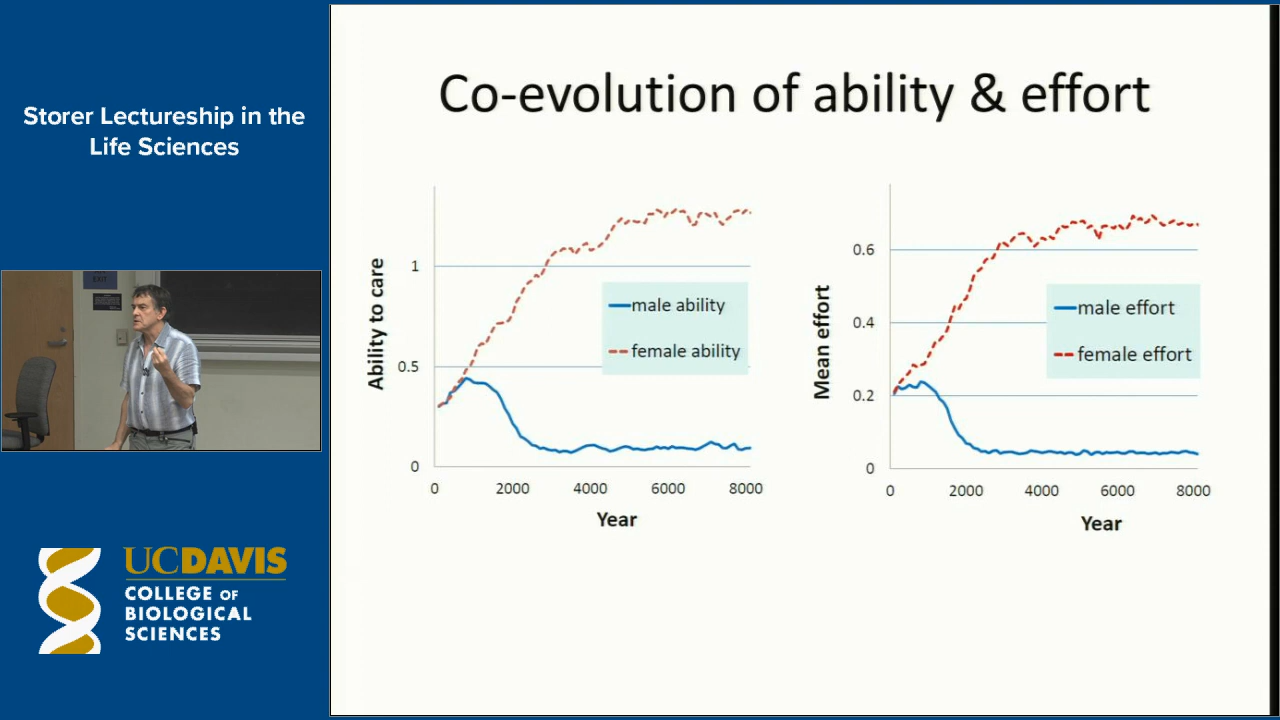 Storer Lectureship in the
Life Sciences
EXIT
UCDAVIS
COLLEGE OF
BIOLOGICAL
SCIENCES
Co-evolution of ability & effort
Ability to care
1
0.5
0
0
2000
4000
6000
8000
Year
male ability
female ability
Mean effort
0.6
0.4
0.2
0
0
2000
4000
6000
8000
Year
male effort
female effort